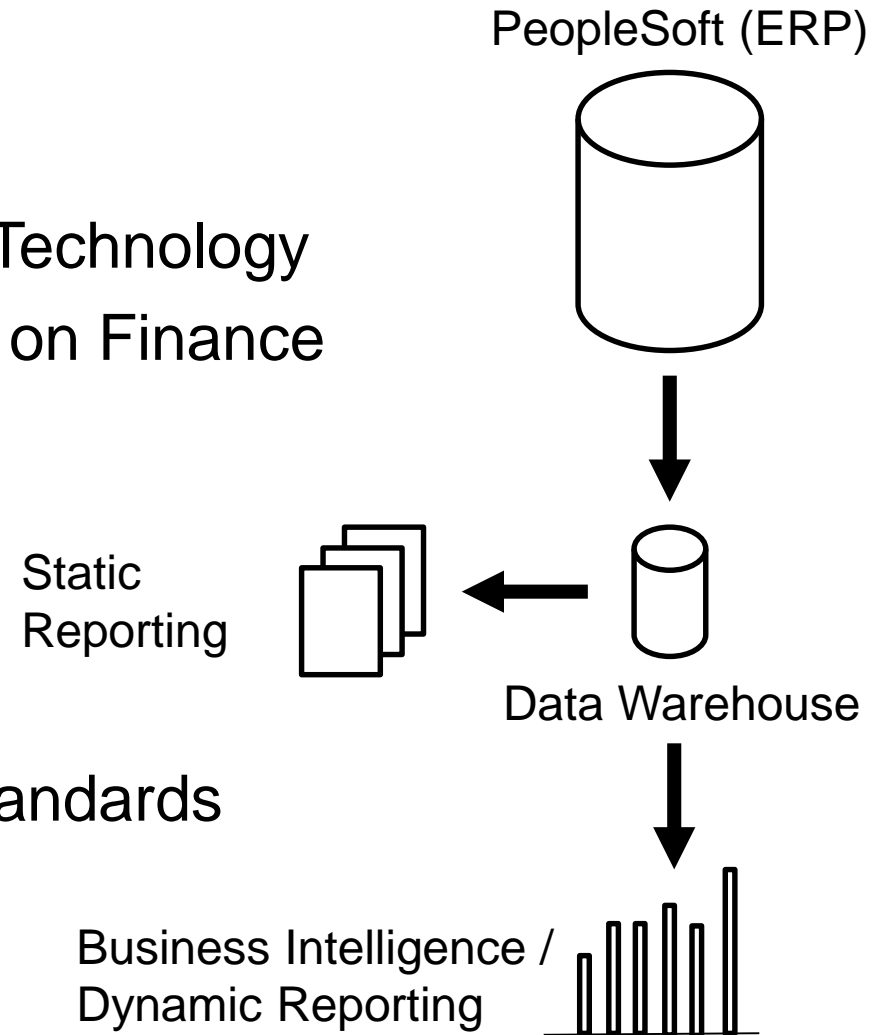 PeopleSoft (ERP)
Technology
on Finance
Static
Reporting
Data Warehouse
andards
Business Intelligence /
Dynamic Reporting